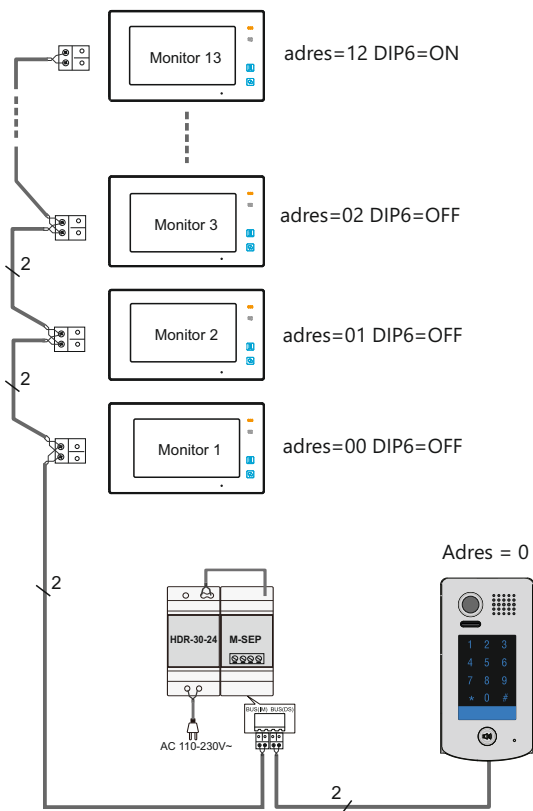 Monitor 13
adres=12 DIP6=ON
Monitor 3
adres=02 DIP6=OFF
2
Monitor 2
adres=01 DIP6=OFF
2
Monitor 1
adres=00 DIP6=OFF
2
Adres = 0
HDR-30-24
M-SEP
1 2 3
4 5 6
7 8 9
* 0 #
BUS(IM) BUS(DS)
AC 110-230V~
2